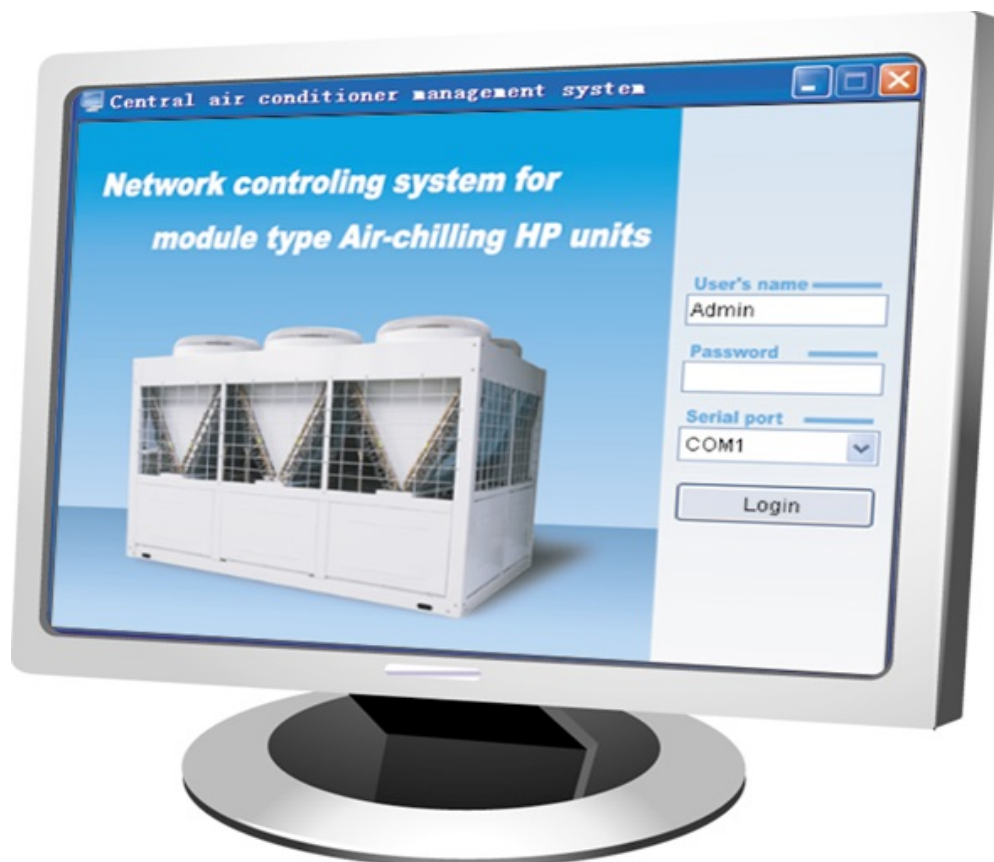 Central air conditioner management system
Network controling system for
module type Air-chilling HP units
User's name
Admin
Password
Serial port
COM1
Login